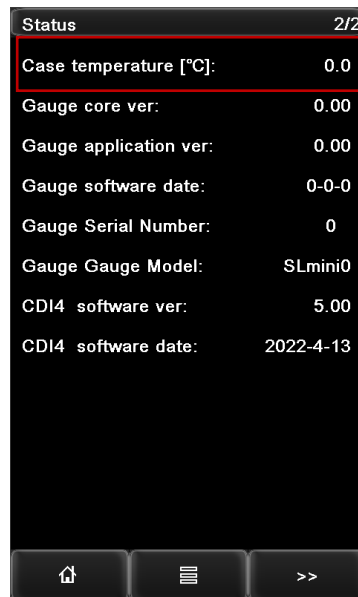 Status 2/2
Case temperature [°C]: 0.0
Gauge core ver: 0.00
Gauge application ver: 0.00
Gauge software date: 0-0-0
Gauge Serial Number: 0
Gauge Gauge Model: SLmini0
CDI4 software ver: 5.00
CDI4 software date: 2022-4-13
>>